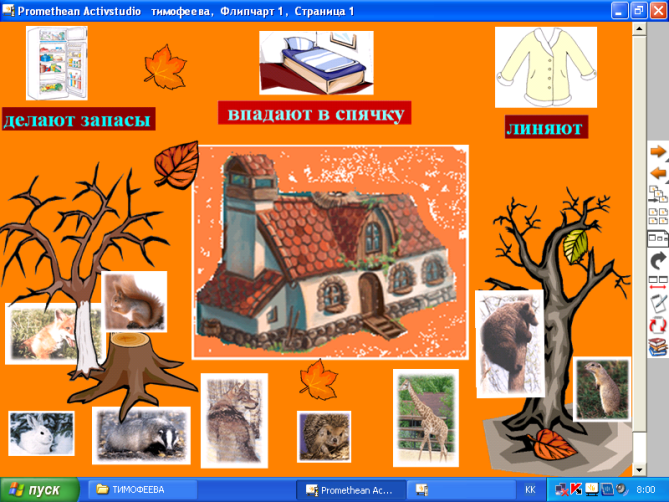 Promethean Activstudio тимофеева, Флипчарт 1, Страница 1
делают запасы
впадают в спячку
линяют
пуск
ТИМОФЕЕВА
Promethean Ac...
КК
8:00